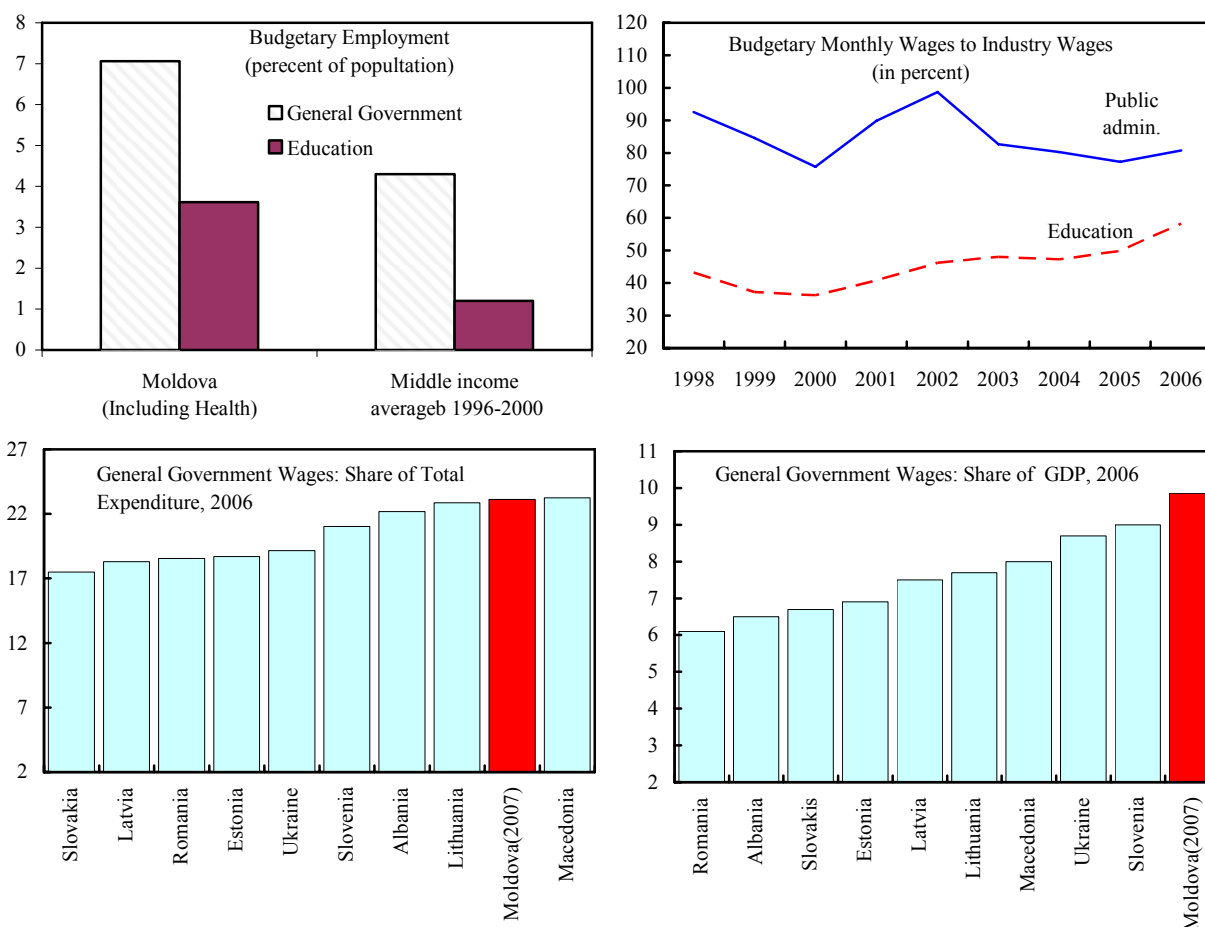 8
7
6
5
4
3
2
1
0
Budgetary Employment
(perecent of popultation)
General Government
Education
Moldova
(Including Health)
Middle income
averageb 1996-2000
120
110
100
90
80
70
60
50
40
30
20
Budgetary Monthly Wages to Industry Wages
(in percent)
Public
admin.
Education
1998 1999 2000 2001 2002 2003 2004 2005 2006
27
22
17
12
7
2
General Government Wages: Share of Total
Expenditure, 2006
Slovakia
Latvia
Romania
Estonia
Ukraine
Slovenia
Albania
Lithuania
Moldova(2007)
Macedonia
11
10
9
8
7
6
5
4
3
2
General Government Wages: Share of GDP, 2006
Romania
Albania
Slovakis
Estonia
Latvia
Lithuania
Macedonia
Ukraine
Slovenia
Moldova(2007)